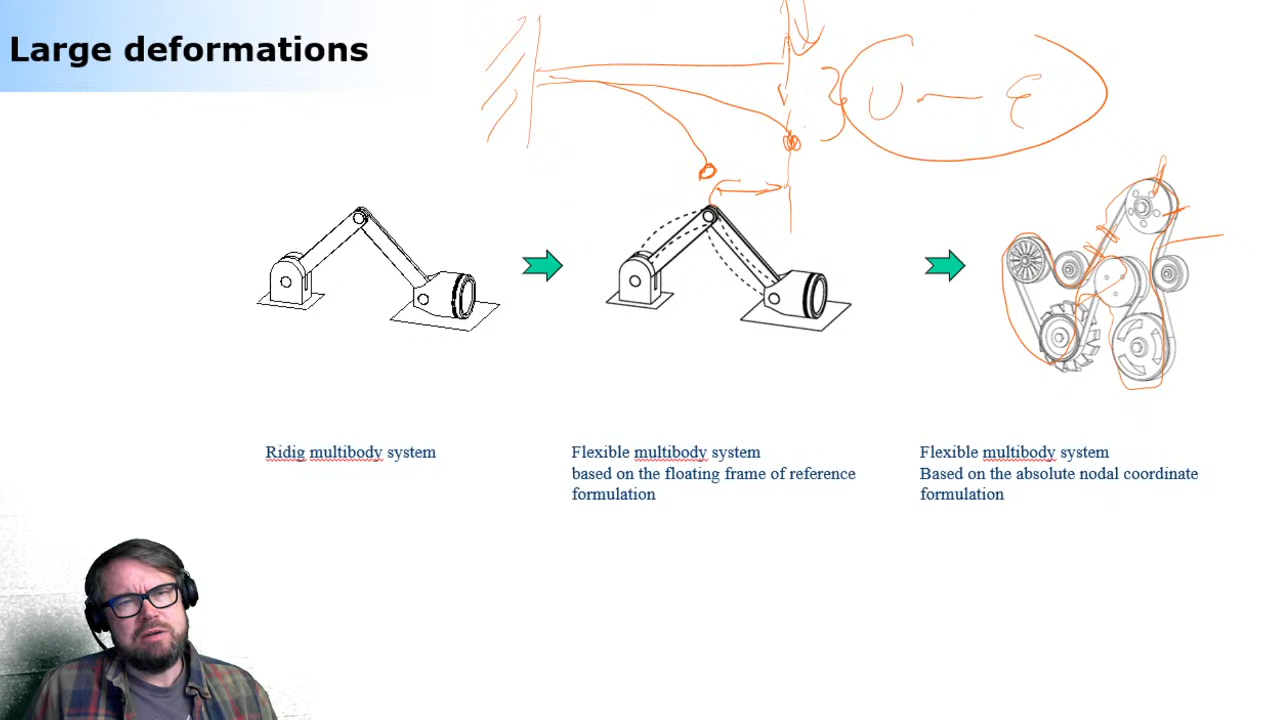 Large deformations
U - ε
Ridig multibody system
Flexible multibody system
based on the floating frame of reference
formulation
Flexible multibody system
Based on the absolute nodal coordinate
formulation